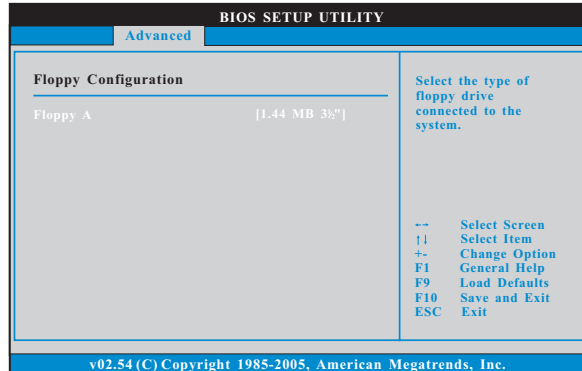 BIOS SETUP UTILITY
Advanced
Floppy Configuration
Floppy A [1.44 MB 3½"]
Select the type of
floppy drive
connected to the
system.
←→ Select Screen
↑↓ Select Item
+- Change Option
F1 General Help
F9 Load Defaults
F10 Save and Exit
ESC Exit
v02.54 (C) Copyright 1985-2005, American Megatrends, Inc.